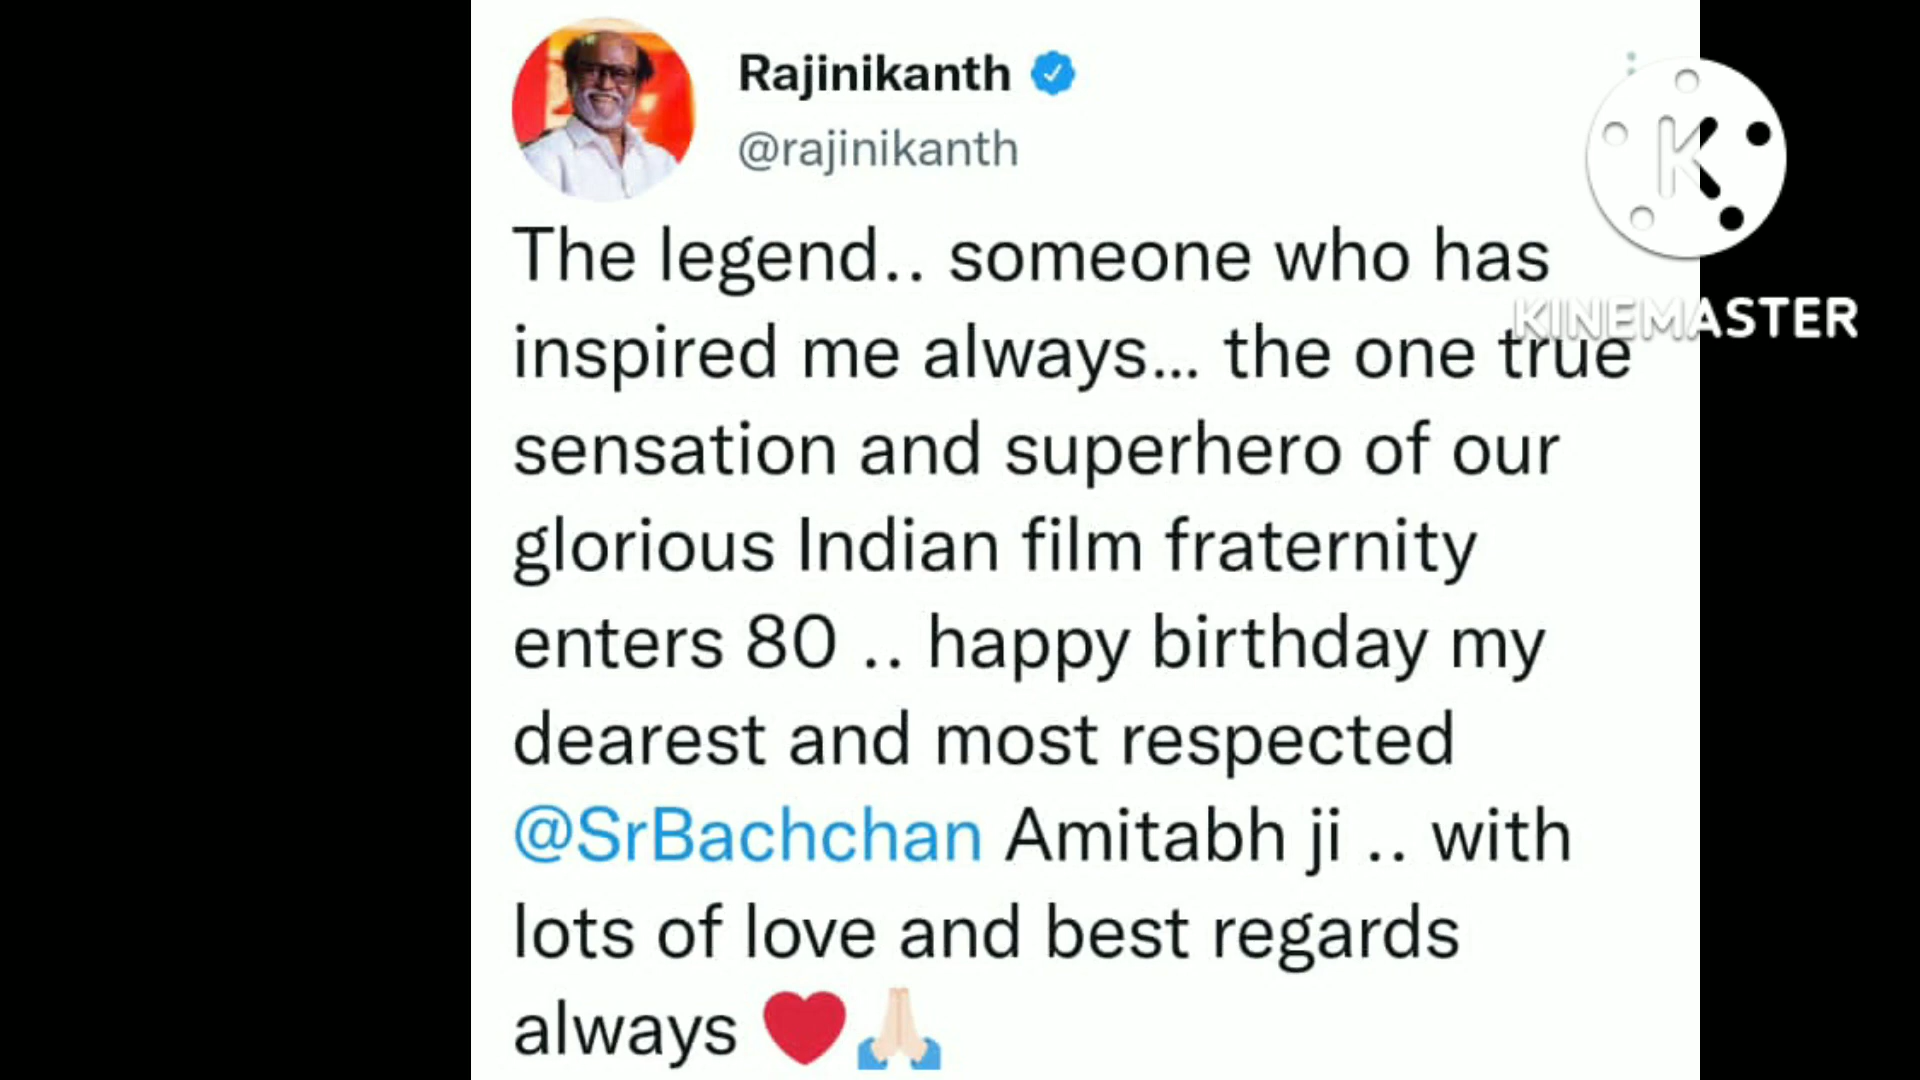 Rajinikanth
@rajinikanth
The legend.. someone who has
inspired me always... the one true
sensation and superhero of our
glorious Indian film fraternity
enters 80 .. happy birthday my
dearest and most respected
@SrBachchan Amitabh ji .. with
lots of love and best regards
always ❤️🙏🏻
K
KINEMASTER